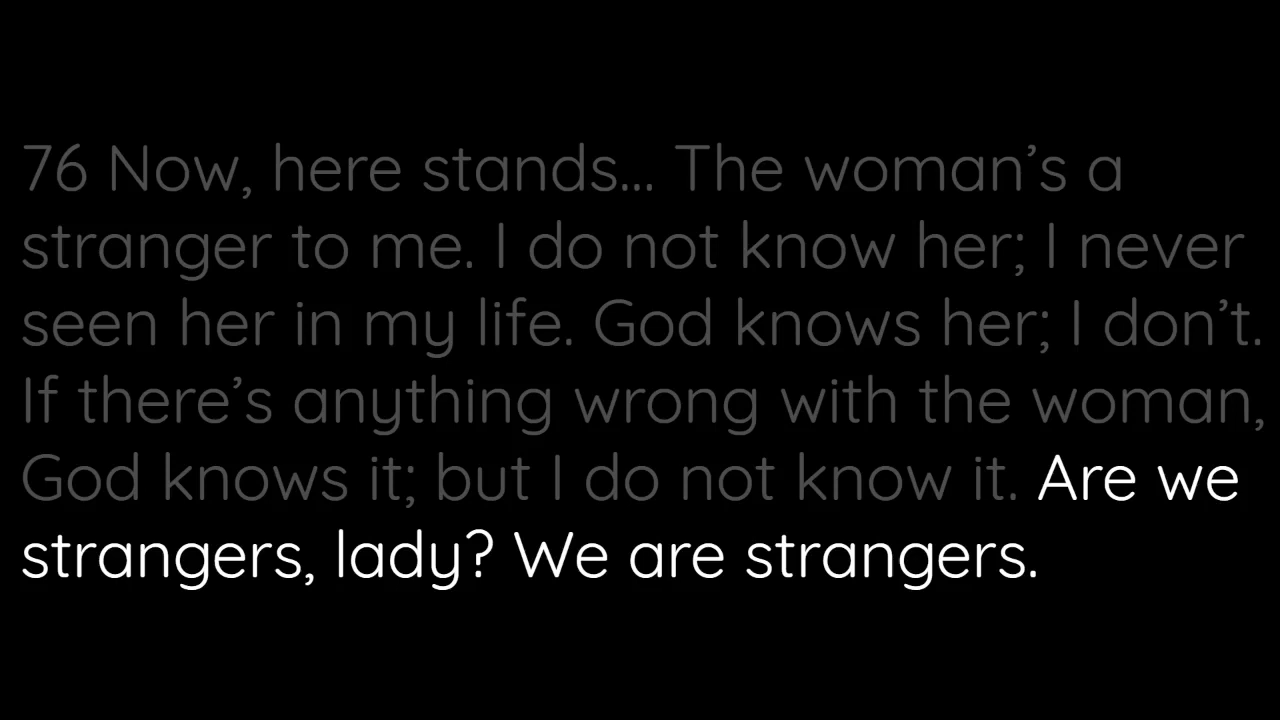 76 Now, here stands... The woman’s a
stranger to me. I do not know her; I never
seen her in my life. God knows her; I don’t.
If there’s anything wrong with the woman,
God knows it; but I do not know it. Are we
strangers, lady? We are strangers.